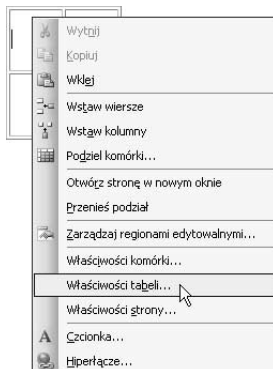 Wytnij
Kopiuj
Wklej
Wstaw wiersze
Wstaw kolumny
Podziel komórki...
Otwórz stronę w nowym oknie
Przenieś podział
Zarządzaj regionami edytowalnymi...
Właściwości komórki...
Właściwości tabeli...
Właściwości strony...
Czcionka...
Hiperłącze...